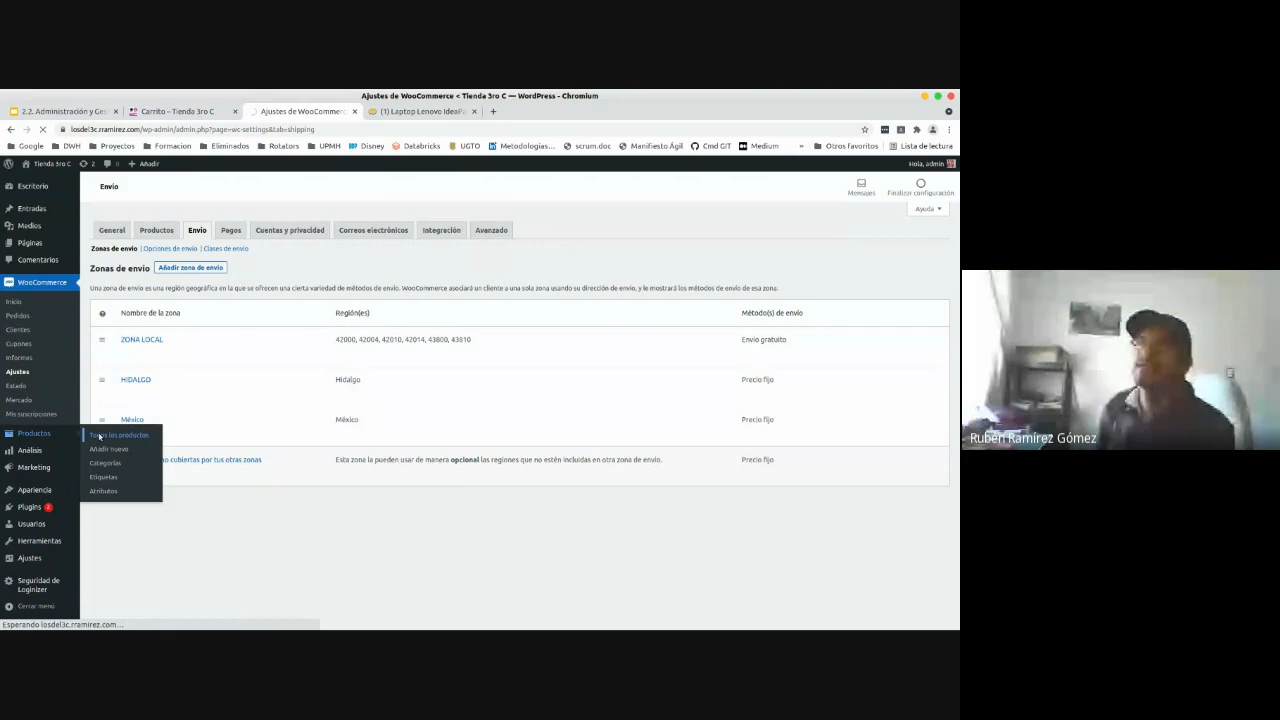 Ajustes de WooCommerce < Tienda 3ro C — WordPress - Chromium
2.2. Administración y Ges
Carrito – Tienda 3ro C
Ajustes de WooCommerce
(1) Laptop Lenovo IdeaPa
losdel3c.rramirez.com/wp-admin/admin.php?page=wc-settings&tab=shipping
Google DWH Proyectos Formacion Eliminados Rotators UPMH Disney Databricks UGTO Metodologías... scrum.doc Manifiesto Ágil Cmd GIT Medium » Otros favoritos Lista de lectura
Tienda 3ro C 2 Añadir Hola, admin
Escritorio
Entradas
Medios
Páginas
Comentarios
WooCommerce
Inicio
Pedidos
Clientes
Cupones
Informes
Ajustes
Estado
Mercado
Mis suscripciones
Productos
Análisis
Marketing
Apariencia
Plugins 2
Usuarios
Herramientas
Ajustes
Seguridad de
Loginizer
Cerrar menú
Todos los productos
Añadir nuevo
Categorías
Etiquetas
Atributos
Envío
Mensajes
Finalizar configuración
Ayuda
General Productos Envío Pagos Cuentas y privacidad Correos electrónicos Integración Avanzado
Zonas de envío | Opciones de envío | Clases de envío
Zonas de envío Añadir zona de envío
Una zona de envío es una región geográfica en la que se ofrecen una cierta variedad de métodos de envío. WooCommerce asociará un cliente a una sola zona usando su dirección de envío, y le mostrará los métodos de envío de esa zona.
Nombre de la zona Región(es) Método(s) de envío
ZONA LOCAL 42000, 42004, 42010, 42014, 43800, 43810 Envío gratuito
HIDALGO Hidalgo Precio fijo
México México Precio fijo
no cubiertas por tus otras zonas Esta zona la pueden usar de manera opcional las regiones que no estén incluidas en otra zona de envío. Precio fijo
Esperando losdel3c.rramirez.com...
Rubén Ramírez Gómez